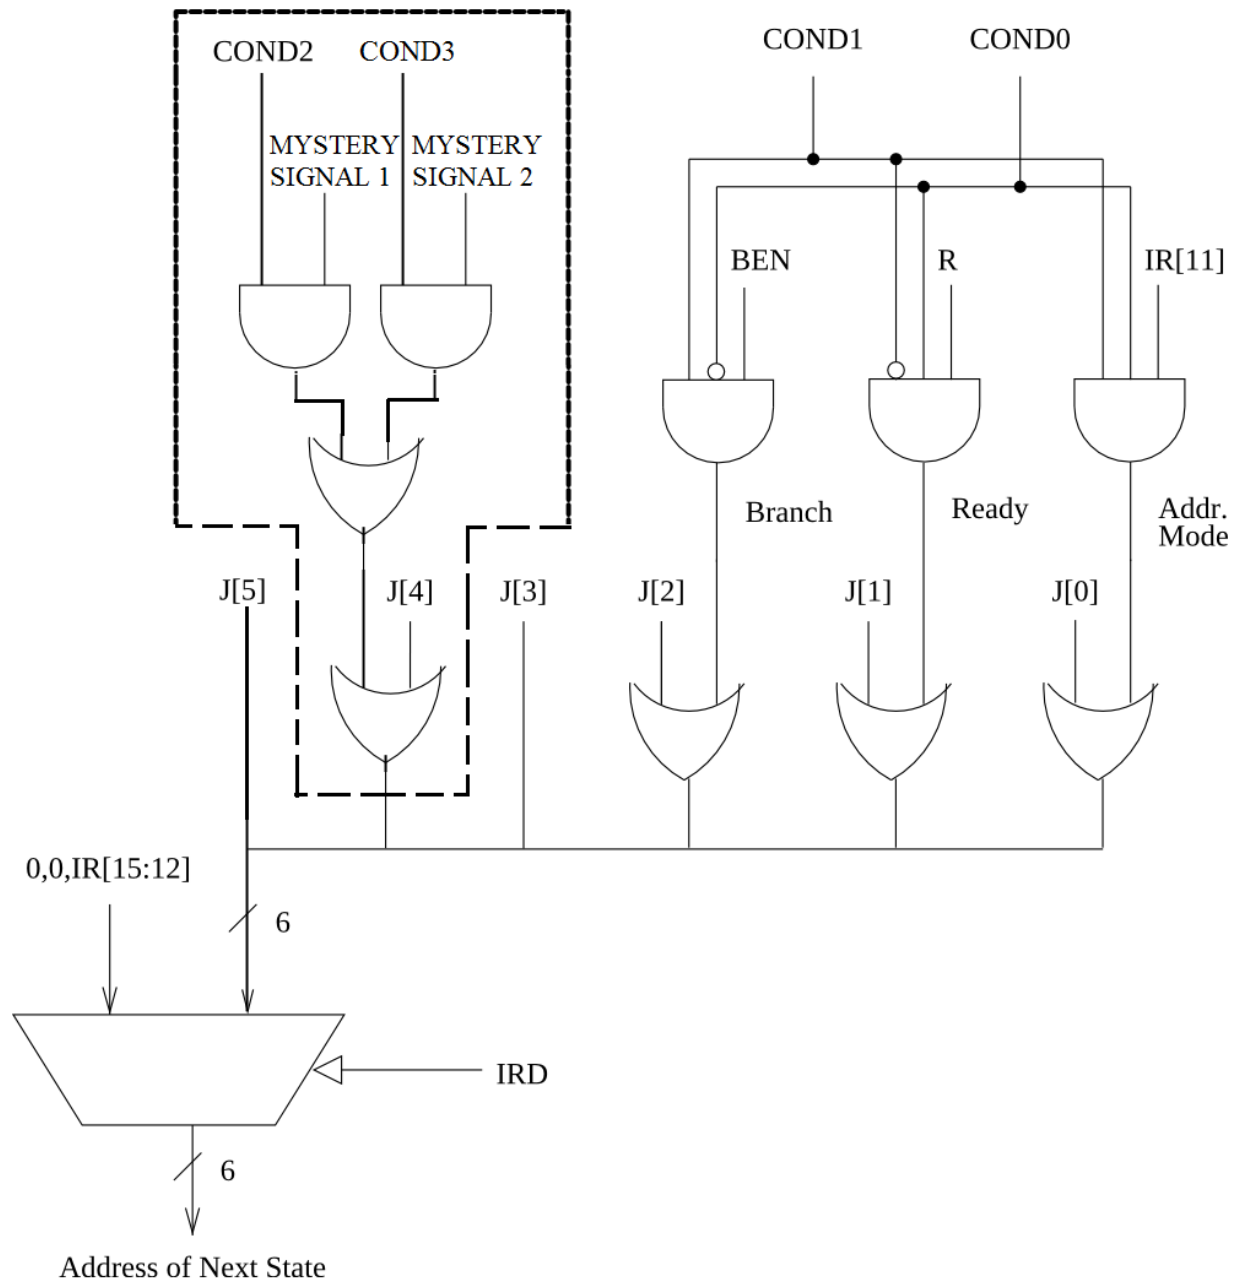 COND2
COND3
COND1
COND0
MYSTERY
SIGNAL 1
MYSTERY
SIGNAL 2
BEN
R
IR[11]
Branch
Ready
Addr.
Mode
J[5]
J[4]
J[3]
J[2]
J[1]
J[0]
0,0,IR[15:12]
6
IRD
6
Address of Next State